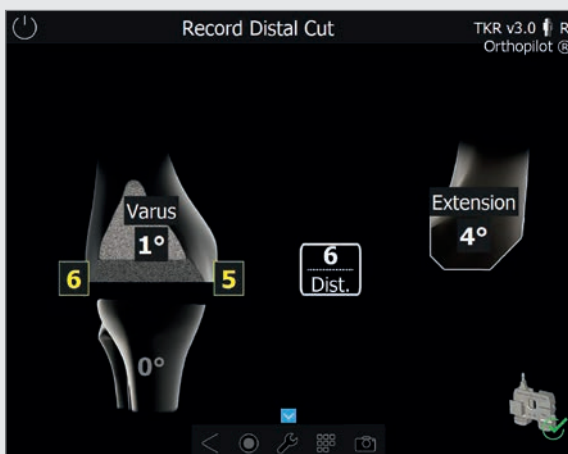 Record Distal Cut
TKR v3.0 R
Orthopilot ®
Varus
1°
6
5
6
Dist.
Extension
4°
0°